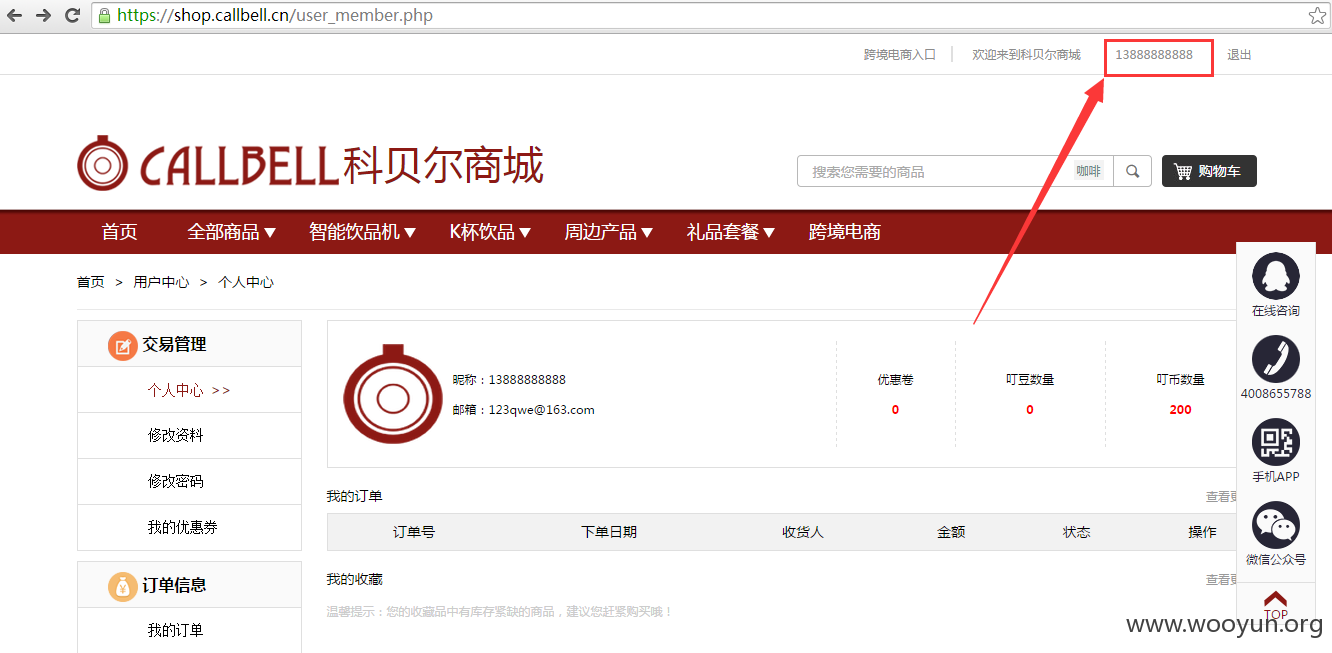 https://shop.callbell.cn/user_member.php
跨境电商入口 欢迎来到科贝尔商城 13888888888 退出
CALLBELL 科贝尔商城
搜索您需要的商品 咖啡 购物车
首页 全部商品▼ 智能饮品机▼ K杯饮品▼ 周边产品▼ 礼品套餐▼ 跨境电商
首页 > 用户中心 > 个人中心
交易管理
个人中心 >>
修改资料
修改密码
我的优惠券
订单信息
我的订单
昵称：13888888888
邮箱：123qwe@163.com
优惠卷 叮豆数量 叮币数量
0 0 200
我的订单 查看
订单号 下单日期 收货人 金额 状态 操作
我的收藏 查看
温馨提示：您的收藏品中有库存紧缺的商品，建议您赶紧购买哦！
在线咨询
4008655788
手机APP
微信公众号
TOP
www.wooyun.org